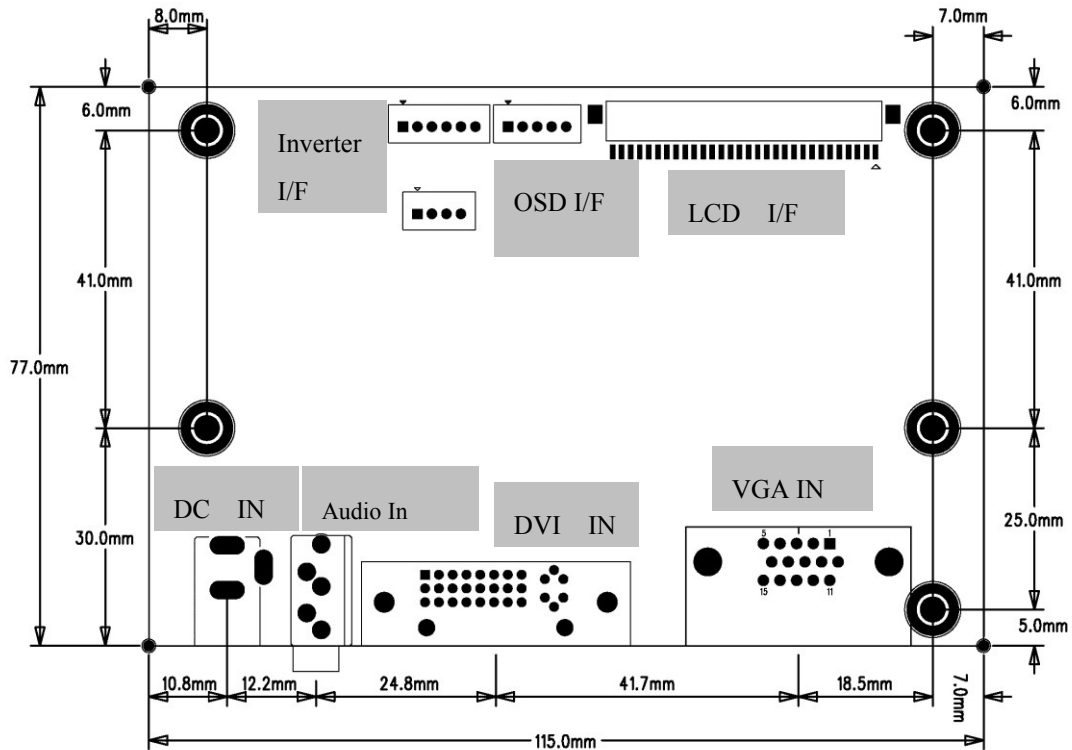 8.0mm
7.0mm
6.0mm
6.0mm
Inverter
I/F
OSD I/F
LCD I/F
41.0mm
41.0mm
77.0mm
VGA IN
DC IN
Audio In
DVI IN
30.0mm
25.0mm
5
1
15
11
5.0mm
10.8mm
12.2mm
24.8mm
41.7mm
18.5mm
7.0mm
115.0mm